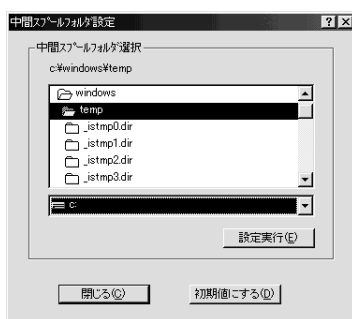 中間ｽﾌﾟｰﾙﾌｫﾙﾀﾞ設定
中間ｽﾌﾟｰﾙﾌｫﾙﾀﾞ選択
c:¥windows¥temp
windows
temp
_istmp0.dir
_istmp1.dir
_istmp2.dir
_istmp3.dir
c:
設定実行(E)
閉じる(C)
初期値にする(D)